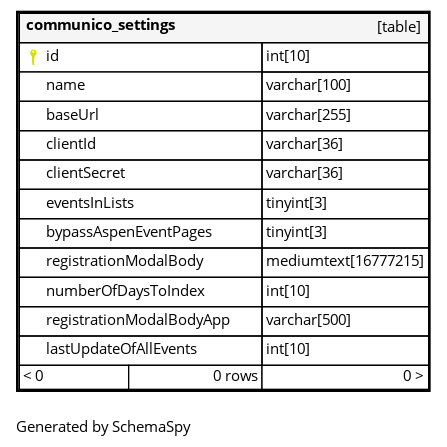 communico_settings [table]
id int[10]
name varchar[100]
baseUrl varchar[255]
clientId varchar[36]
clientSecret varchar[36]
eventsInLists tinyint[3]
bypassAspenEventPages tinyint[3]
registrationModalBody mediumtext[16777215]
numberOfDaysToIndex int[10]
registrationModalBodyApp varchar[500]
lastUpdateOfAllEvents int[10]
< 0 0 rows 0 >
Generated by SchemaSpy